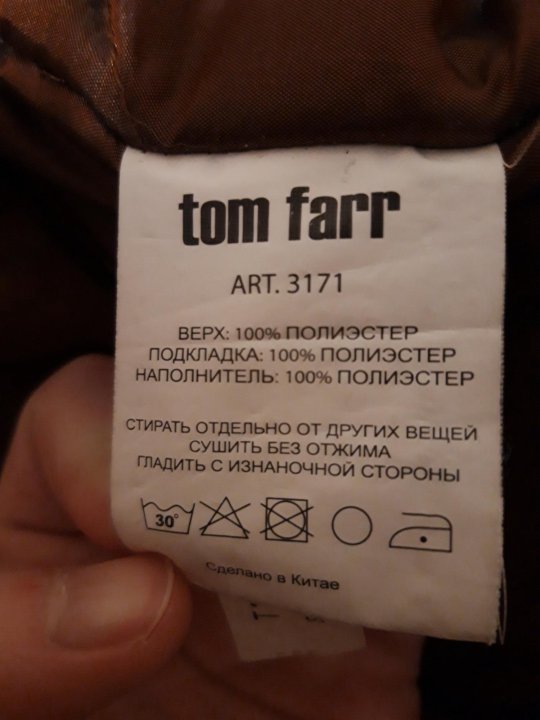 tom farr
ART. 3171
ВЕРХ: 100% ПОЛИЭСТЕР
ПОДКЛАДКА: 100% ПОЛИЭСТЕР
НАПОЛНИТЕЛЬ: 100% ПОЛИЭСТЕР
СТИРАТЬ ОТДЕЛЬНО ОТ ДРУГИХ ВЕЩЕЙ
СУШИТЬ БЕЗ ОТЖИМА
ГЛАДИТЬ С ИЗНАНОЧНОЙ СТОРОНЫ
30°
Сделано в Китае